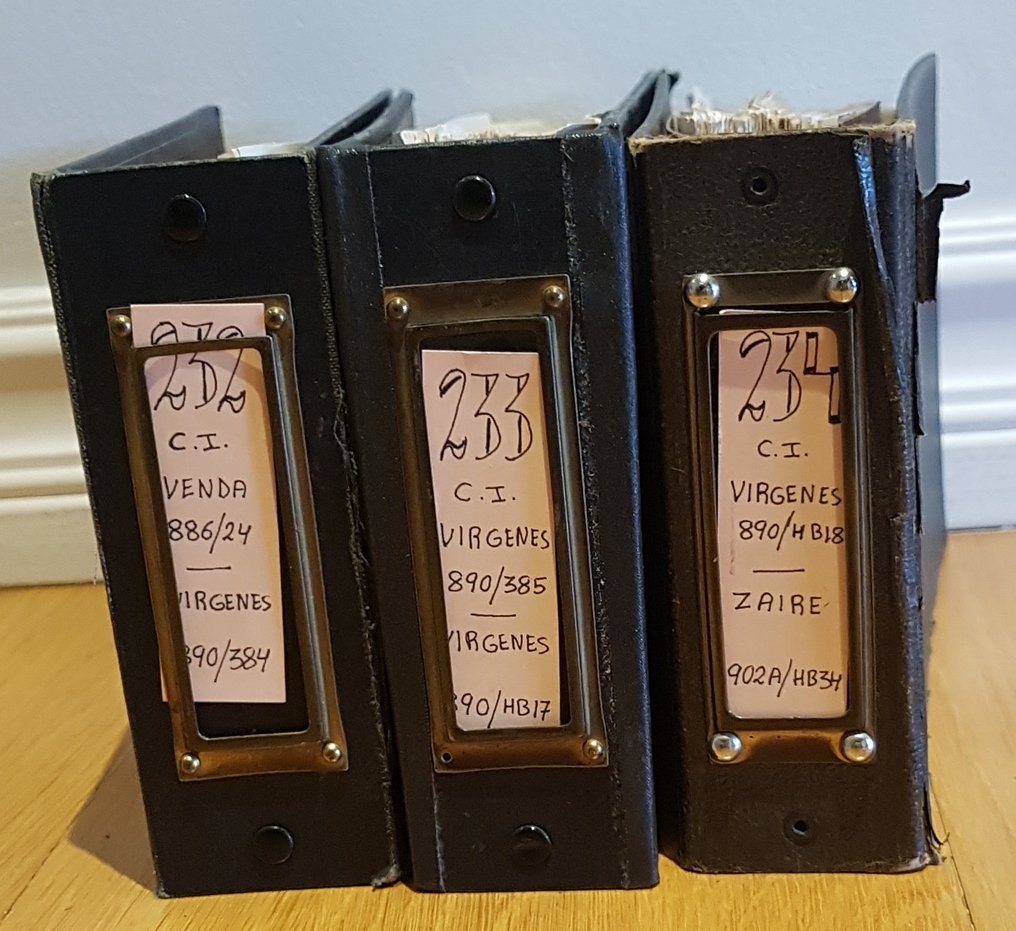 232
C.I.
VENDA
886/24
—
VIRGENES
890/384
233
C.I.
VIRGENES
890/385
—
VIRGENES
890/HB17
234
C.I.
VIRGENES
890/HB18
—
ZAIRE
902A/HB34